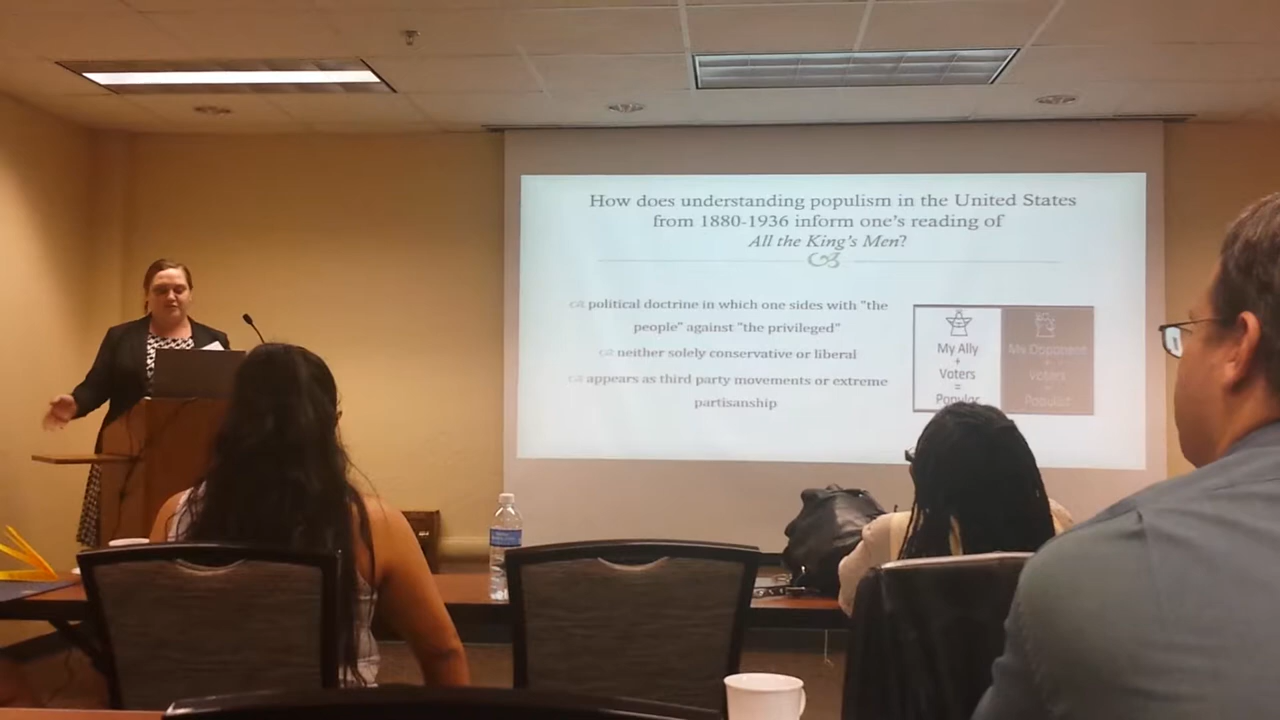 How does understanding populism in the United States
from 1880-1936 inform one's reading of
All the King's Men?
political doctrine in which one sides with "the
people" against "the privileged"
neither solely conservative or liberal
appears as third party movements or extreme
partisanship
My Ally
+
Voters
=
Popular
My Opponent
+
Voters
=
Populist